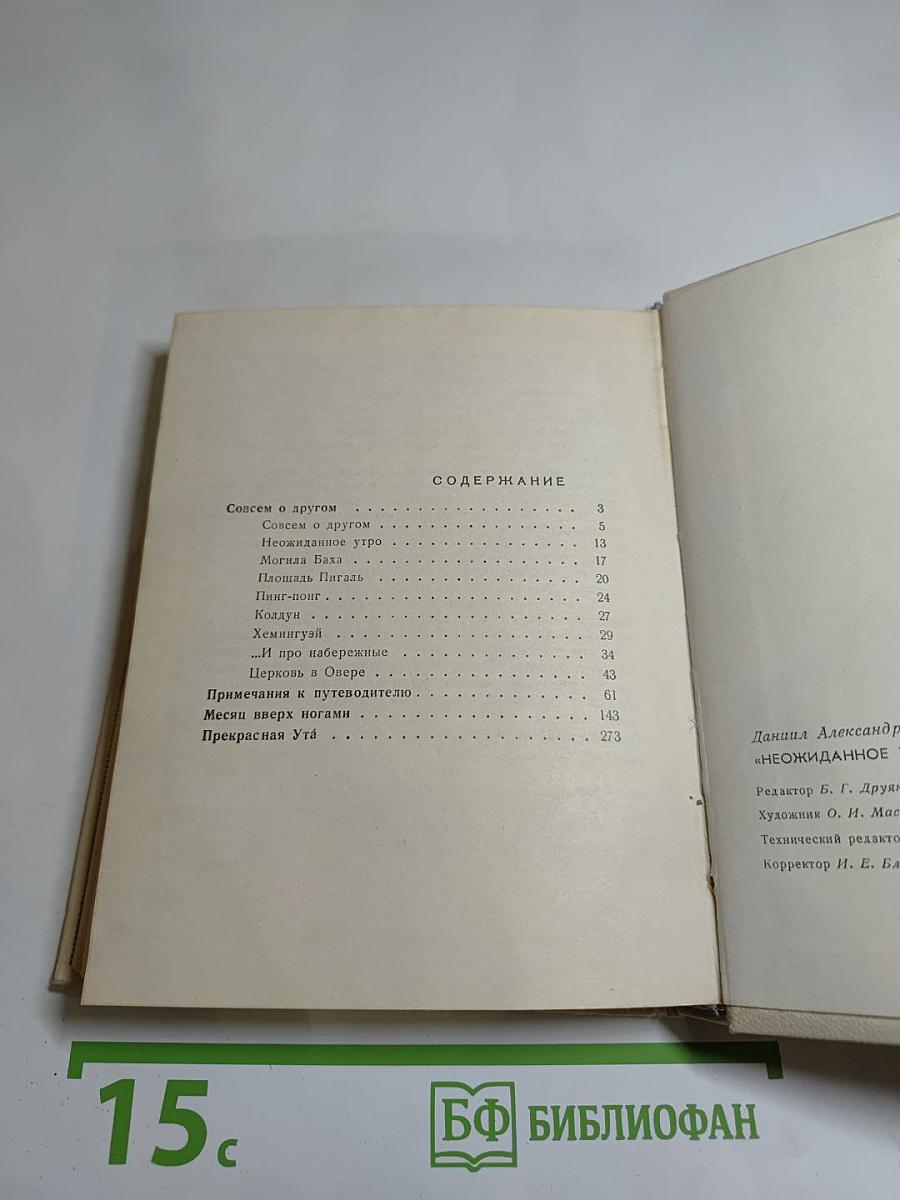 СОДЕРЖАНИЕ
Совсем о другом . . . . . . . . . . . . . . . . . . 3
Совсем о другом . . . . . . . . . . . . . . . . 5
Неожиданное утро . . . . . . . . . . . . . . . 13
Могила Баха . . . . . . . . . . . . . . . . . . 17
Площадь Пигаль . . . . . . . . . . . . . . . . 20
Пинг-понг . . . . . . . . . . . . . . . . . . . . 24
Колдун . . . . . . . . . . . . . . . . . . . . . 27
Хемингуэй . . . . . . . . . . . . . . . . . . . 29
...И про набережные . . . . . . . . . . . . . . 34
Церковь в Овере . . . . . . . . . . . . . . . . 43
Примечания к путеводителю . . . . . . . . . . . . . 61
Месяц вверх ногами . . . . . . . . . . . . . . . . . 143
Прекрасная Утá . . . . . . . . . . . . . . . . . . . 273
Даниил Александр
«НЕОЖИДАННОЕ
Редактор Б. Г. Друян
Художник О. И. Мас
Технический редакто
Корректор И. Е. Бл
15 с
БФ БИБЛИОФАН